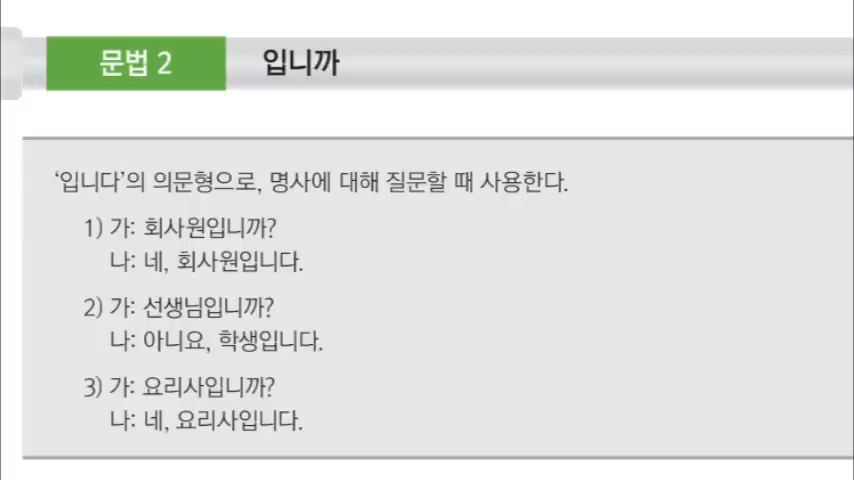 문법 2 입니까
‘입니다’의 의문형으로, 명사에 대해 질문할 때 사용한다.
1) 가: 회사원입니까?
나: 네, 회사원입니다.
2) 가: 선생님입니까?
나: 아니요, 학생입니다.
3) 가: 요리사입니까?
나: 네, 요리사입니다.